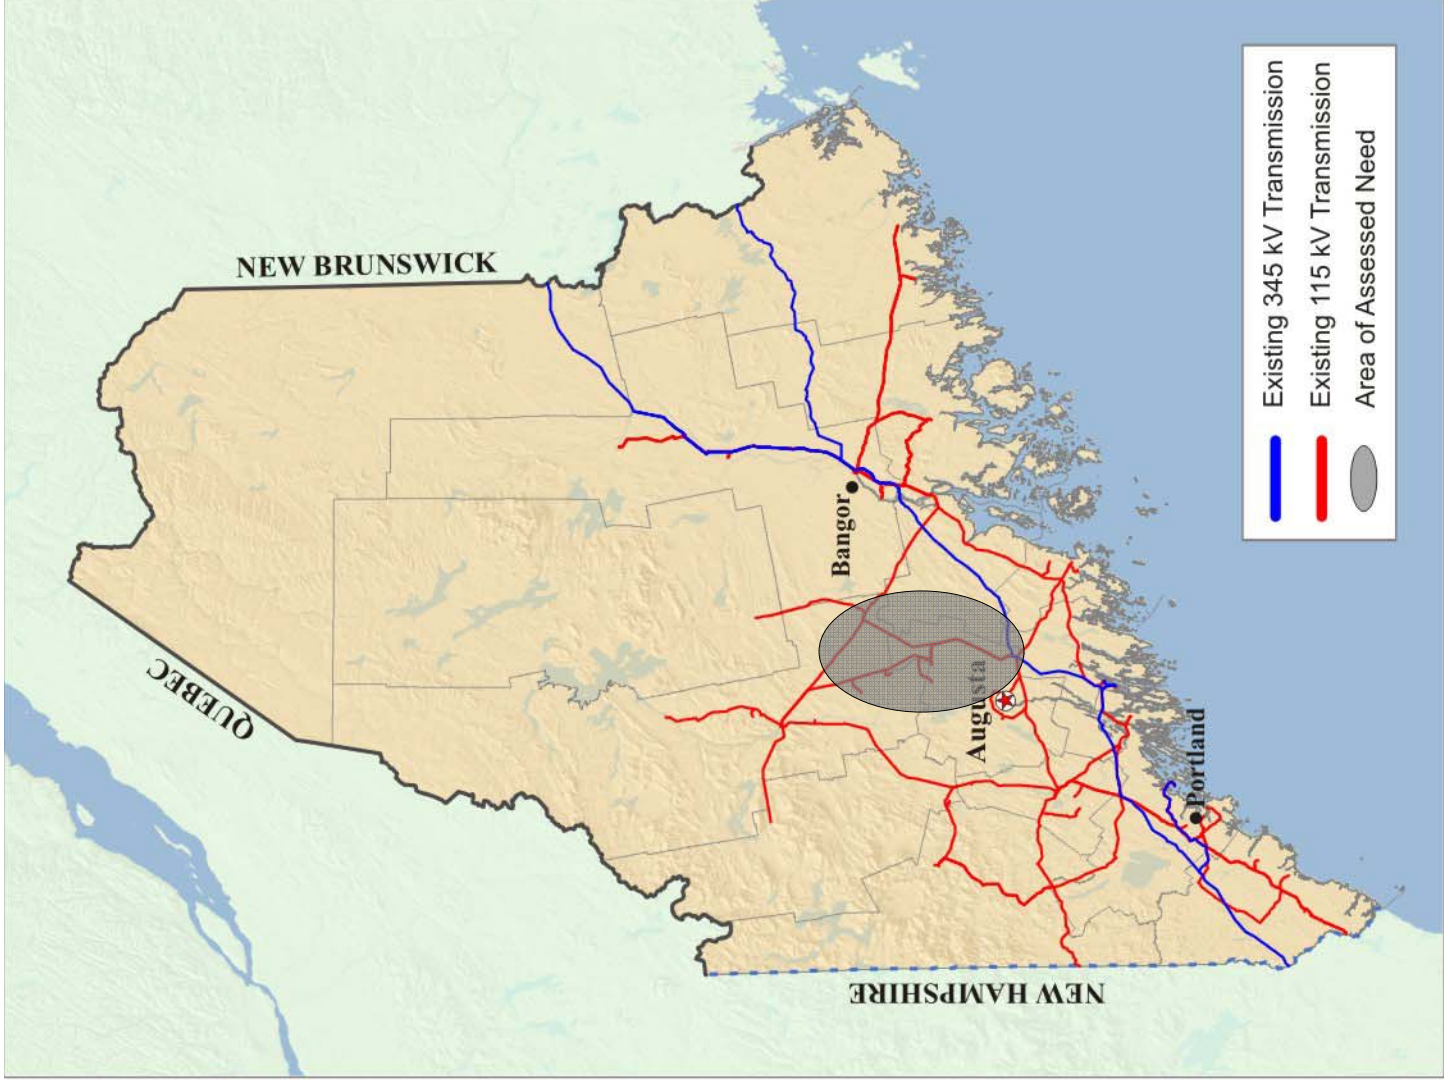 QUEBEC
NEW BRUNSWICK
Bangor
Augusta
Portland
NEW HAMPSHIRE
Existing 345 kV Transmission
Existing 115 kV Transmission
Area of Assessed Need